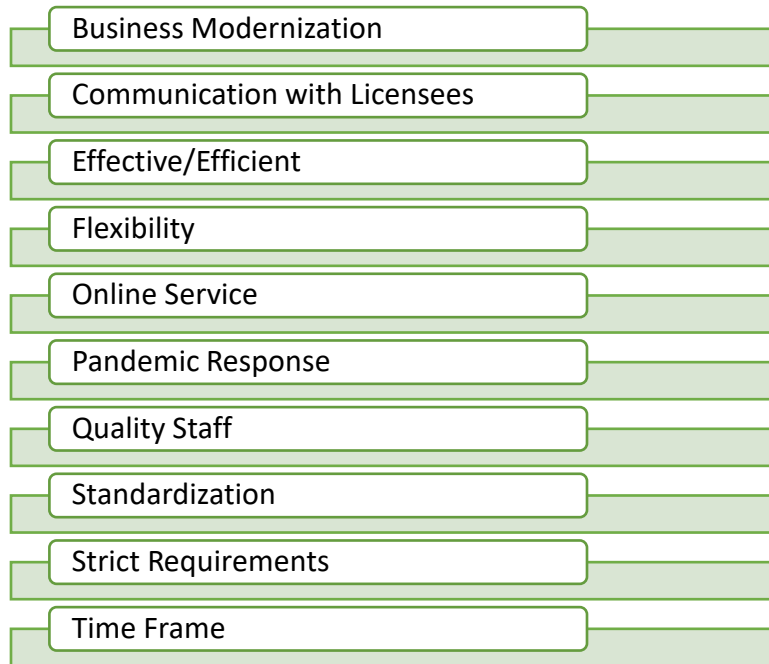 Business Modernization
Communication with Licensees
Effective/Efficient
Flexibility
Online Service
Pandemic Response
Quality Staff
Standardization
Strict Requirements
Time Frame